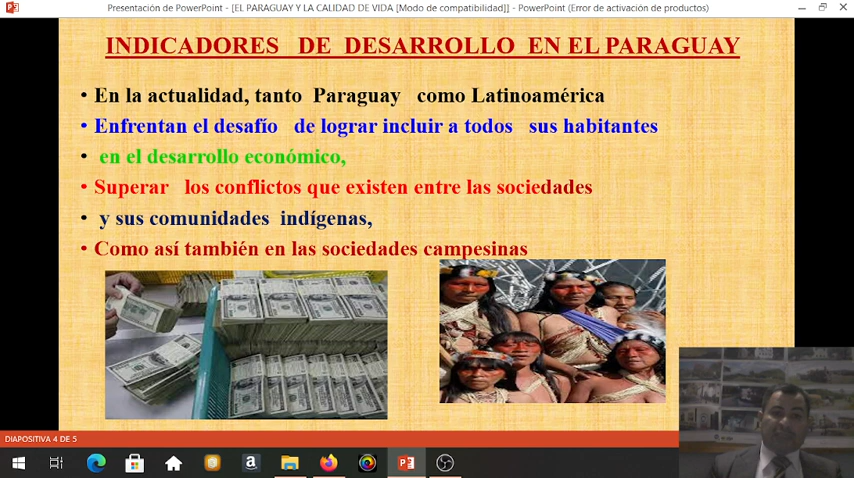 Presentación de PowerPoint - [EL PARAGUAY Y LA CALIDAD DE VIDA [Modo de compatibilidad]] - PowerPoint (Error de activación de productos)
INDICADORES DE DESARROLLO EN EL PARAGUAY
• En la actualidad, tanto Paraguay como Latinoamérica
• Enfrentan el desafío de lograr incluir a todos sus habitantes
• en el desarrollo económico,
• Superar los conflictos que existen entre las sociedades
• y sus comunidades indígenas,
• Como así también en las sociedades campesinas
DIAPOSITIVA 4 DE 5